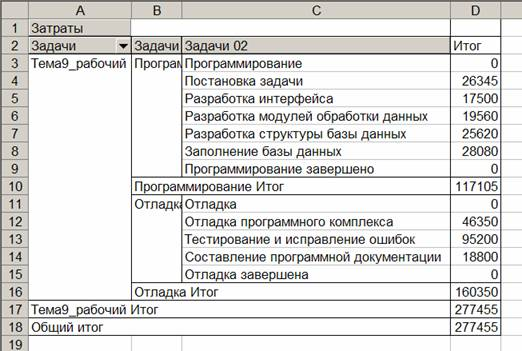 A B C D
1 Затраты
2 Задачи Задачи Задачи 02 Итог
3 Тема9_рабочий Програм Программирование 0
4 Постановка задачи 26345
5 Разработка интерфейса 17500
6 Разработка модулей обработки данных 19560
7 Разработка структуры базы данных 25620
8 Заполнение базы данных 28080
9 Программирование завершено 0
10 Программирование Итог 117105
11 Отладка Отладка 0
12 Отладка программного комплекса 46350
13 Тестирование и исправление ошибок 95200
14 Составление программной документации 18800
15 Отладка завершена 0
16 Отладка Итог 160350
17 Тема9_рабочий Итог 277455
18 Общий итог 277455
19